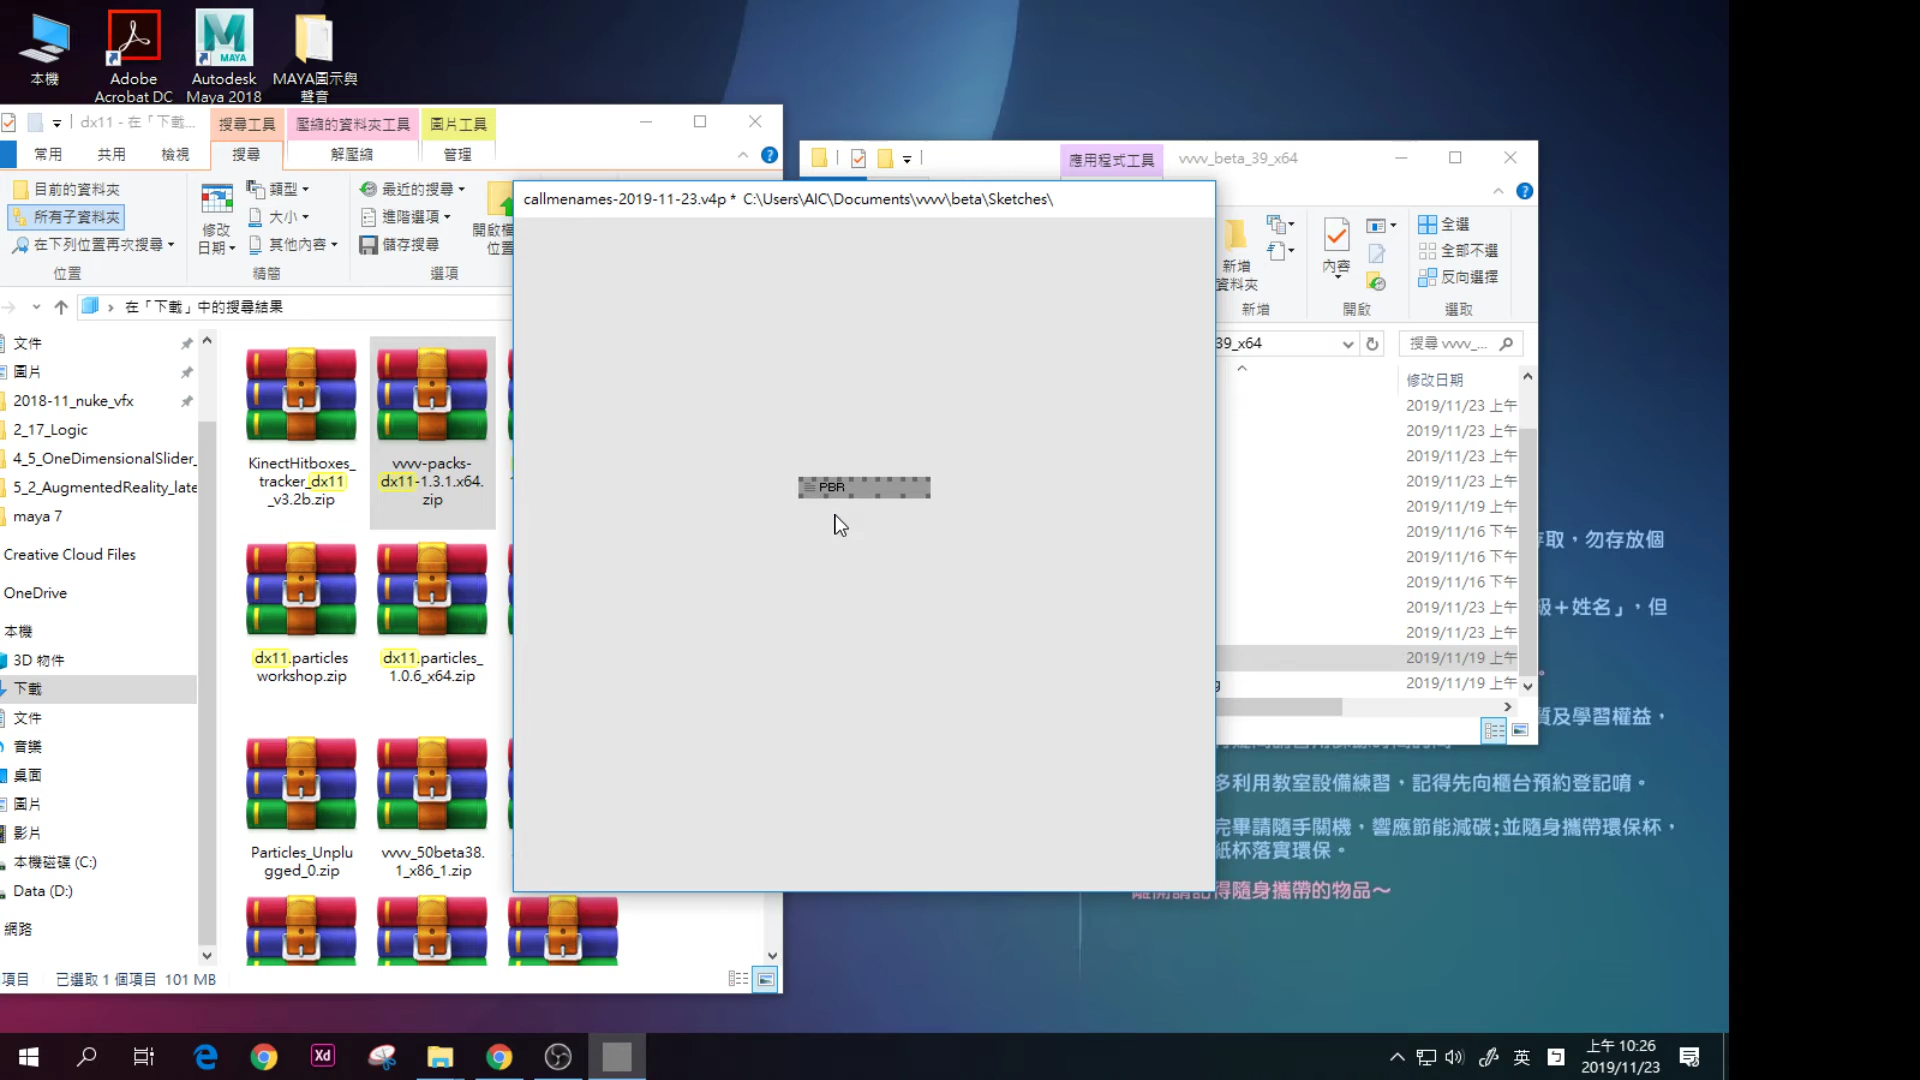 本機
Adobe
Acrobat DC
Autodesk
Maya 2018
MAYA圖示與
聲音
dx11 - 在「下載...
搜尋工具
壓縮的資料夾工具
圖片工具
常用
共用
檢視
搜尋
解壓縮
管理
目前的資料夾
所有子資料夾
在下列位置再次搜尋
位置
修改
日期
類型
大小
其他內容
精簡
最近的搜尋
進階選項
儲存搜尋
選項
開啟檔
位置
在「下載」中的搜尋結果
文件
圖片
2018-11_nuke_vfx
2_17_Logic
4_5_OneDimensionalSlider_
5_2_AugmentedReality_late
maya 7
Creative Cloud Files
OneDrive
本機
3D 物件
下載
文件
音樂
桌面
圖片
影片
本機磁碟 (C:)
Data (D:)
網路
KinectHitboxes_
tracker_dx11
_v3.2b.zip
vvvv-packs-
dx11-1.3.1.x64.
zip
dx11.particles
workshop.zip
dx11.particles_
1.0.6_x64.zip
Particles_Unplu
gged_0.zip
vvvv_50beta38.
1_x86_1.zip
項目
已選取 1 個項目
101 MB
callmenames-2019-11-23.v4p * C:\Users\AIC\Documents\vvvv\beta\Sketches\
PBR
應用程式工具
vvvv_beta_39_x64
新增
資料夾
新增
內容
開啟
全選
全部不選
反向選擇
選取
39_x64
搜尋 vvvv_...
修改日期
2019/11/23 上午
2019/11/23 上午
2019/11/23 上午
2019/11/23 上午
2019/11/19 上午
2019/11/16 下午
2019/11/16 下午
2019/11/16 下午
2019/11/23 上午
2019/11/23 上午
2019/11/19 上午
2019/11/19 上午
g
存取，勿存放個
級＋姓名」，但
質及學習權益，
多利用教室設備練習，記得先向櫃台預約登記唷。
完畢請隨手關機，響應節能減碳;並隨身攜帶環保杯，
紙杯落實環保。
離開請記得隨身攜帶的物品～
Xd
英
上午 10:26
2019/11/23